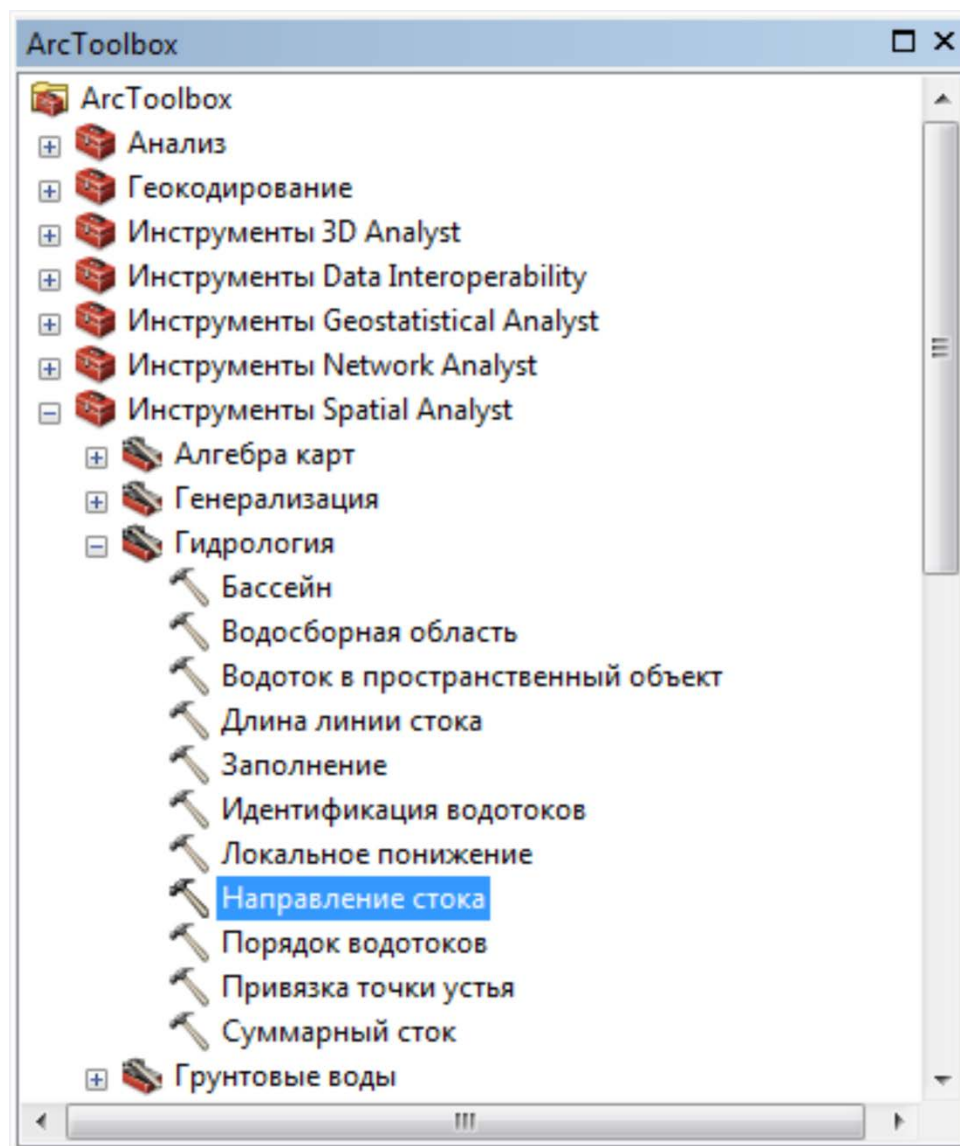 ArcToolbox
ArcToolbox
Анализ
Геокодирование
Инструменты 3D Analyst
Инструменты Data Interoperability
Инструменты Geostatistical Analyst
Инструменты Network Analyst
Инструменты Spatial Analyst
Алгебра карт
Генерализация
Гидрология
Бассейн
Водосборная область
Водоток в пространственный объект
Длина линии стока
Заполнение
Идентификация водотоков
Локальное понижение
Направление стока
Порядок водотоков
Привязка точки устья
Суммарный сток
Грунтовые воды